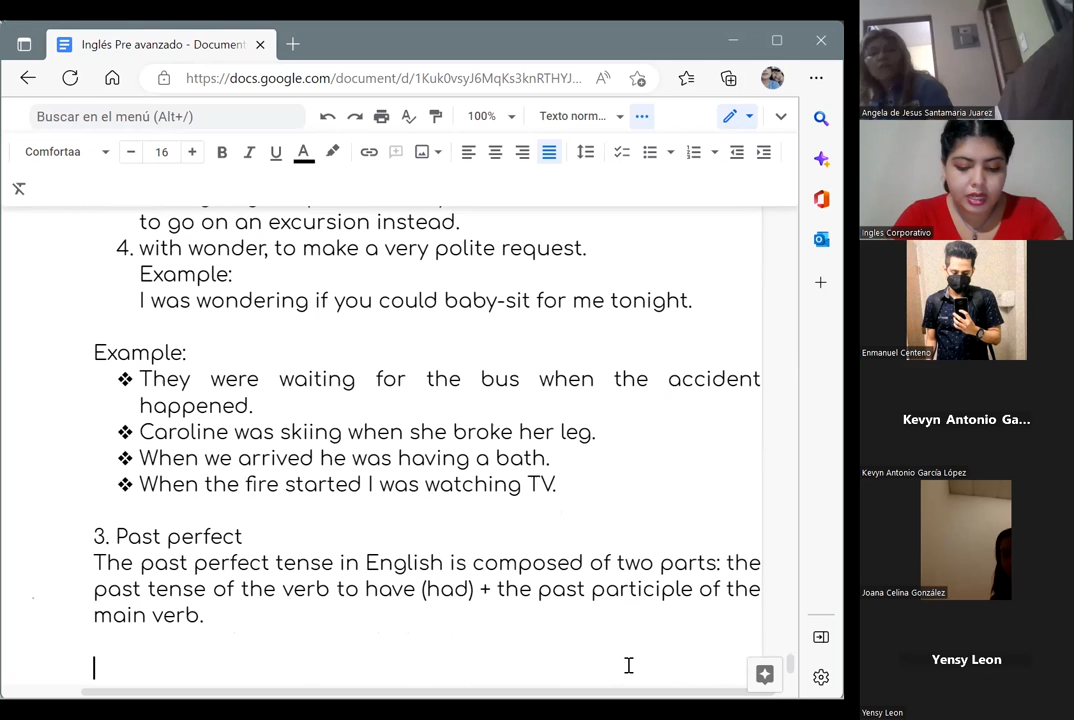 Inglés Pre avanzado - Document
https://docs.google.com/document/d/1Kuk0vsyJ6MqKs3knRTHYJ...
Buscar en el menú (Alt+/)
100%
Texto norm...
Comfortaa
16
to go on an excursion instead.
4. with wonder, to make a very polite request.
Example:
I was wondering if you could baby-sit for me tonight.
Example:
❖ They were waiting for the bus when the accident
happened.
❖ Caroline was skiing when she broke her leg.
❖ When we arrived he was having a bath.
❖ When the fire started I was watching TV.
3. Past perfect
The past perfect tense in English is composed of two parts: the
past tense of the verb to have (had) + the past participle of the
main verb.
Angela de Jesus Santamaria Juarez
Ingles Corporativo
Enmanuel Centeno
Kevyn Antonio Ga...
Kevyn Antonio García López
Joana Celina González
Yensy Leon
Yensy Leon